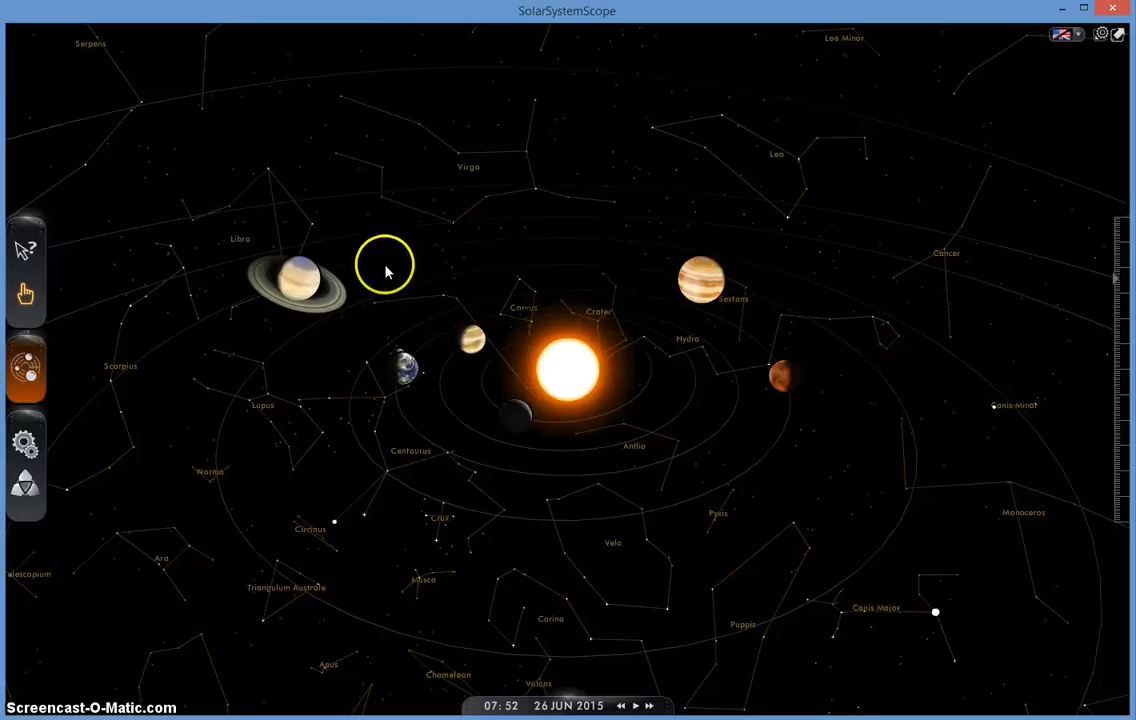 SolarSystemScope
Serpens
Leo Minor
Virgo
Leo
Libra
Cancer
Sextans
Corvus
Crater
Hydra
Scorpius
Lupus
Canis Minor
Antlia
Centaurus
Norma
Monoceros
Pyxis
Crux
Circinus
Vela
Ara
elescopium
Musca
Triangulum Australe
Canis Major
Carina
Puppis
Apus
Chameleon
Volans
07: 52 26 JUN 2015
Screencast-O-Matic.com